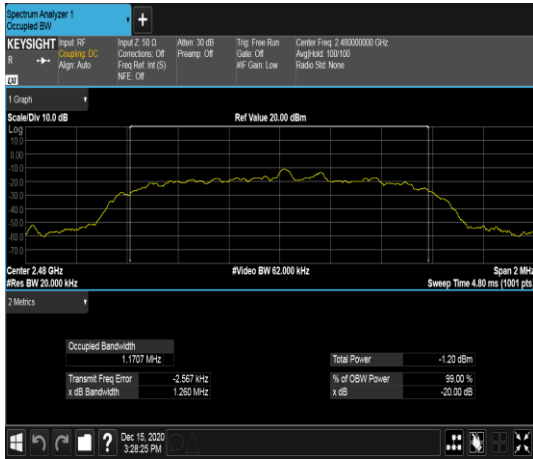 Spectrum Analyzer 1
Occupied BW
+
KEYSIGHT
R
LXI
Input: RF
Coupling: DC
Align: Auto
Input Z: 50 Ω
Corrections: Off
Freq Ref: Int (S)
NFE: Off
Atten: 30 dB
Preamp: Off
Trig: Free Run
Gate: Off
#IF Gain: Low
Center Freq: 2.480000000 GHz
Avg|Hold: 100/100
Radio Std: None
1 Graph
Scale/Div 10.0 dB
Ref Value 20.00 dBm
Log
10.0
0.00
-10.0
-20.0
-30.0
-40.0
-50.0
-60.0
-70.0
Center 2.48 GHz
#Video BW 62.000 kHz
Span 2 MHz
#Res BW 20.000 kHz
Sweep Time 4.80 ms (1001 pts)
2 Metrics
Occupied Bandwidth
1.1707 MHz
Total Power -1.20 dBm
Transmit Freq Error -2.567 kHz
% of OBW Power 99.00 %
x dB Bandwidth 1.260 MHz
x dB -20.00 dB
?
Dec 15, 2020
3:28:25 PM